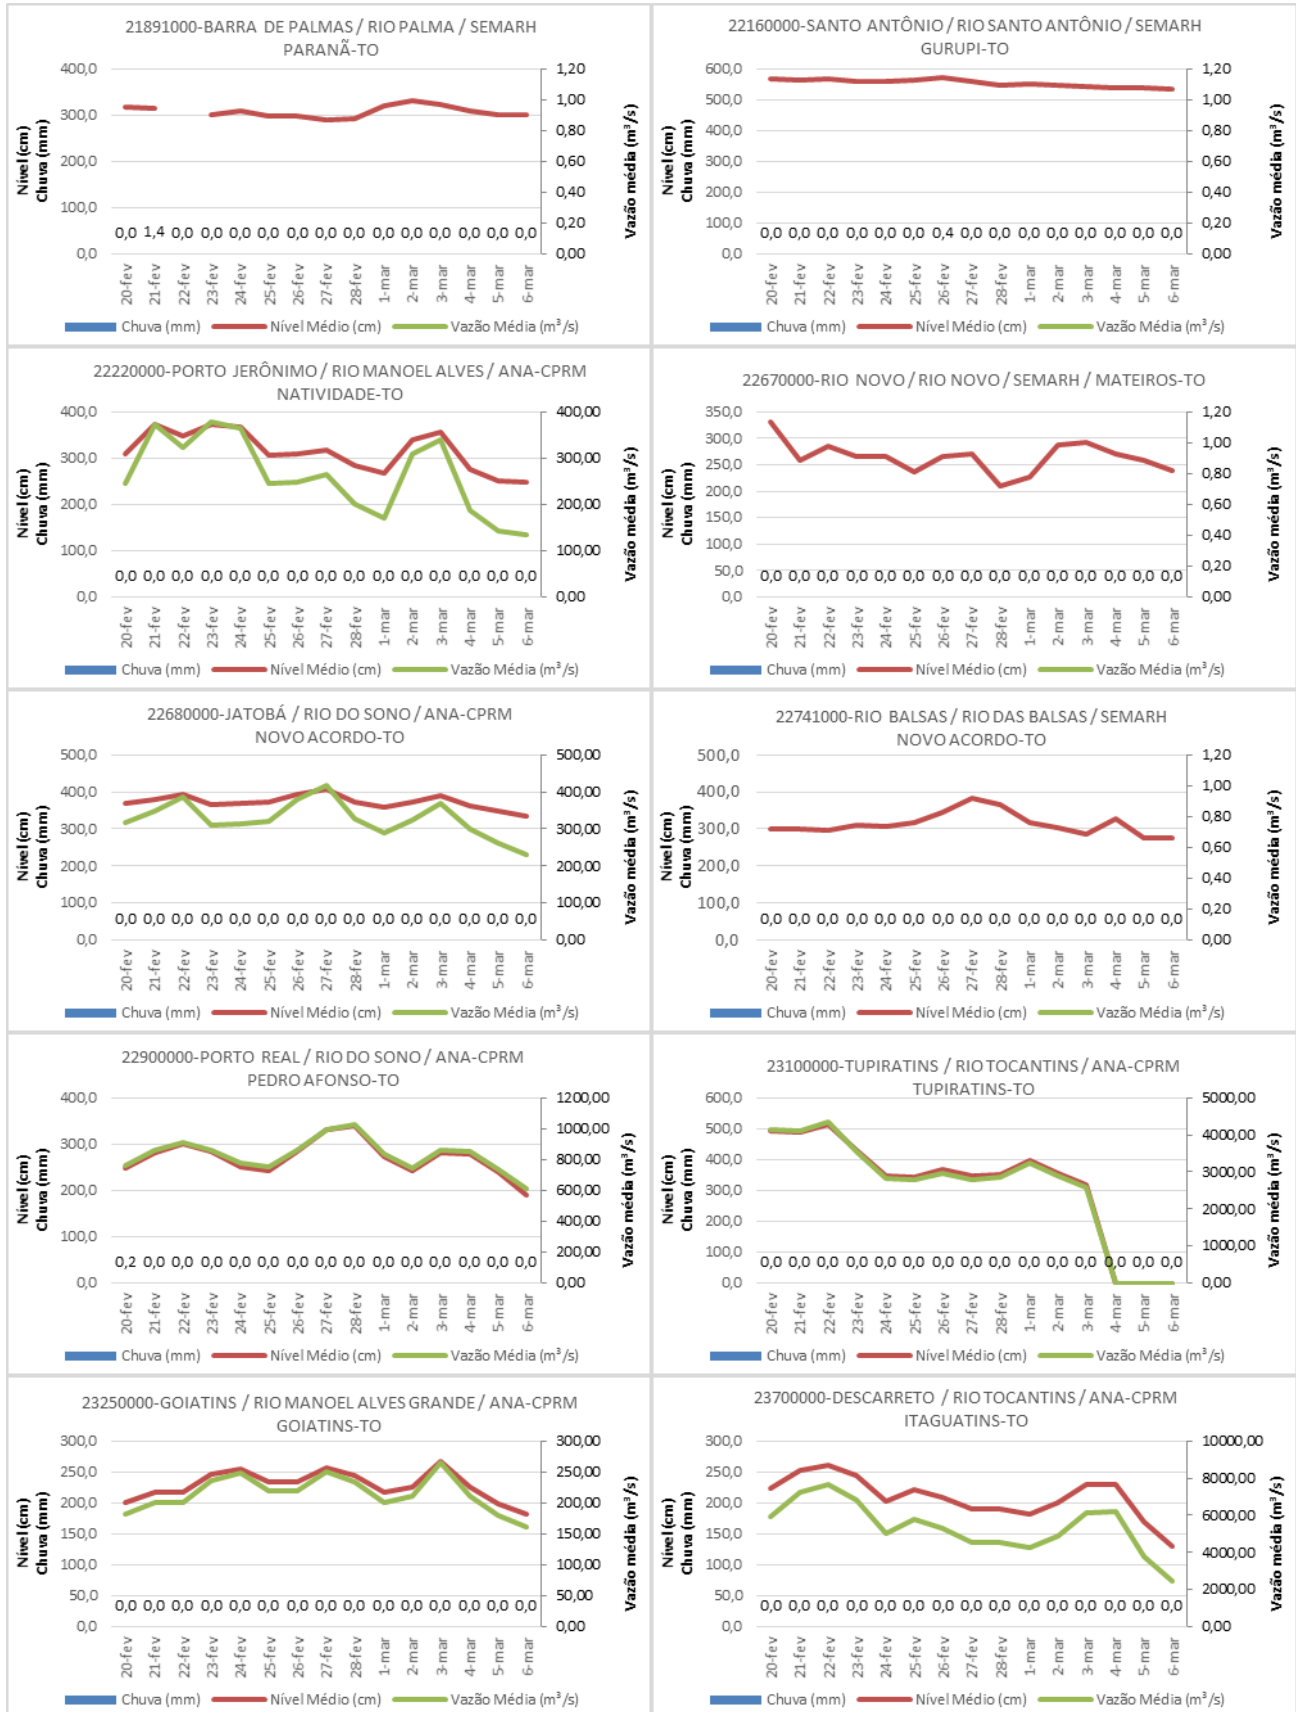 21891000-BARRA DE PALMAS / RIO PALMA / SEMARH
PARANÃ-TO
400,0
300,0
200,0
100,0
0,0
Nível (cm)
Chuva (mm)
1,20
1,00
0,80
0,60
0,40
0,20
0,00
Vazão média (m³/s)
0,0 1,4 0,0 0,0 0,0 0,0 0,0 0,0 0,0 0,0 0,0 0,0 0,0 0,0 0,0
20-fev 21-fev 22-fev 23-fev 24-fev 25-fev 26-fev 27-fev 28-fev 1-mar 2-mar 3-mar 4-mar 5-mar 6-mar
Chuva (mm) Nível Médio (cm) Vazão Média (m³/s)
22160000-SANTO ANTÔNIO / RIO SANTO ANTÔNIO / SEMARH
GURUPI-TO
600,0
500,0
400,0
300,0
200,0
100,0
0,0
Nível (cm)
Chuva (mm)
1,20
1,00
0,80
0,60
0,40
0,20
0,00
Vazão média (m³/s)
0,0 0,0 0,0 0,0 0,0 0,0 0,4 0,0 0,0 0,0 0,0 0,0 0,0 0,0 0,0
20-fev 21-fev 22-fev 23-fev 24-fev 25-fev 26-fev 27-fev 28-fev 1-mar 2-mar 3-mar 4-mar 5-mar 6-mar
Chuva (mm) Nível Médio (cm) Vazão Média (m³/s)
22220000-PORTO JERÔNIMO / RIO MANOEL ALVES / ANA-CPRM
NATIVIDADE-TO
400,0
300,0
200,0
100,0
0,0
Nível (cm)
Chuva (mm)
400,00
300,00
200,00
100,00
0,00
Vazão média (m³/s)
0,0 0,0 0,0 0,0 0,0 0,0 0,0 0,0 0,0 0,0 0,0 0,0 0,0 0,0 0,0
20-fev 21-fev 22-fev 23-fev 24-fev 25-fev 26-fev 27-fev 28-fev 1-mar 2-mar 3-mar 4-mar 5-mar 6-mar
Chuva (mm) Nível Médio (cm) Vazão Média (m³/s)
22670000-RIO NOVO / RIO NOVO / SEMARH / MATEIROS-TO
350,0
300,0
250,0
200,0
150,0
100,0
50,0
0,0
Nível (cm)
Chuva (mm)
1,20
1,00
0,80
0,60
0,40
0,20
0,00
Vazão média (m³/s)
0,0 0,0 0,0 0,0 0,0 0,0 0,0 0,0 0,0 0,0 0,0 0,0 0,0 0,0 0,0
20-fev 21-fev 22-fev 23-fev 24-fev 25-fev 26-fev 27-fev 28-fev 1-mar 2-mar 3-mar 4-mar 5-mar 6-mar
Chuva (mm) Nível Médio (cm) Vazão Média (m³/s)
22680000-JATOBÁ / RIO DO SONO / ANA-CPRM
NOVO ACORDO-TO
500,0
400,0
300,0
200,0
100,0
0,0
Nível (cm)
Chuva (mm)
500,00
400,00
300,00
200,00
100,00
0,00
Vazão média (m³/s)
0,0 0,0 0,0 0,0 0,0 0,0 0,0 0,0 0,0 0,0 0,0 0,0 0,0 0,0 0,0
20-fev 21-fev 22-fev 23-fev 24-fev 25-fev 26-fev 27-fev 28-fev 1-mar 2-mar 3-mar 4-mar 5-mar 6-mar
Chuva (mm) Nível Médio (cm) Vazão Média (m³/s)
22741000-RIO BALSAS / RIO DAS BALSAS / SEMARH
NOVO ACORDO-TO
500,0
400,0
300,0
200,0
100,0
0,0
Nível (cm)
Chuva (mm)
1,20
1,00
0,80
0,60
0,40
0,20
0,00
Vazão média (m³/s)
0,0 0,0 0,0 0,0 0,0 0,0 0,0 0,0 0,0 0,0 0,0 0,0 0,0 0,0 0,0
20-fev 21-fev 22-fev 23-fev 24-fev 25-fev 26-fev 27-fev 28-fev 1-mar 2-mar 3-mar 4-mar 5-mar 6-mar
Chuva (mm) Nível Médio (cm) Vazão Média (m³/s)
22900000-PORTO REAL / RIO DO SONO / ANA-CPRM
PEDRO AFONSO-TO
400,0
300,0
200,0
100,0
0,0
Nível (cm)
Chuva (mm)
1200,00
1000,00
800,00
600,00
400,00
200,00
0,00
Vazão média (m³/s)
0,2 0,0 0,0 0,0 0,0 0,0 0,0 0,0 0,0 0,0 0,0 0,0 0,0 0,0 0,0
20-fev 21-fev 22-fev 23-fev 24-fev 25-fev 26-fev 27-fev 28-fev 1-mar 2-mar 3-mar 4-mar 5-mar 6-mar
Chuva (mm) Nível Médio (cm) Vazão Média (m³/s)
23100000-TUPIRATINS / RIO TOCANTINS / ANA-CPRM
TUPIRATINS-TO
600,0
500,0
400,0
300,0
200,0
100,0
0,0
Nível (cm)
Chuva (mm)
5000,00
4000,00
3000,00
2000,00
1000,00
0,00
Vazão média (m³/s)
0,0 0,0 0,0 0,0 0,0 0,0 0,0 0,0 0,0 0,0 0,0 0,0 0,0 0,0 0,0
20-fev 21-fev 22-fev 23-fev 24-fev 25-fev 26-fev 27-fev 28-fev 1-mar 2-mar 3-mar 4-mar 5-mar 6-mar
Chuva (mm) Nível Médio (cm) Vazão Média (m³/s)
23250000-GOIATINS / RIO MANOEL ALVES GRANDE / ANA-CPRM
GOIATINS-TO
300,0
250,0
200,0
150,0
100,0
50,0
0,0
Nível (cm)
Chuva (mm)
300,00
250,00
200,00
150,00
100,00
50,00
0,00
Vazão média (m³/s)
0,0 0,0 0,0 0,0 0,0 0,0 0,0 0,0 0,0 0,0 0,0 0,0 0,0 0,0 0,0
20-fev 21-fev 22-fev 23-fev 24-fev 25-fev 26-fev 27-fev 28-fev 1-mar 2-mar 3-mar 4-mar 5-mar 6-mar
Chuva (mm) Nível Médio (cm) Vazão Média (m³/s)
23700000-DESCARRETO / RIO TOCANTINS / ANA-CPRM
ITAGUATINS-TO
300,0
250,0
200,0
150,0
100,0
50,0
0,0
Nível (cm)
Chuva (mm)
10000,00
8000,00
6000,00
4000,00
2000,00
0,00
Vazão média (m³/s)
0,0 0,0 0,0 0,0 0,0 0,0 0,0 0,0 0,0 0,0 0,0 0,0 0,0 0,0 0,0
20-fev 21-fev 22-fev 23-fev 24-fev 25-fev 26-fev 27-fev 28-fev 1-mar 2-mar 3-mar 4-mar 5-mar 6-mar
Chuva (mm) Nível Médio (cm) Vazão Média (m³/s)